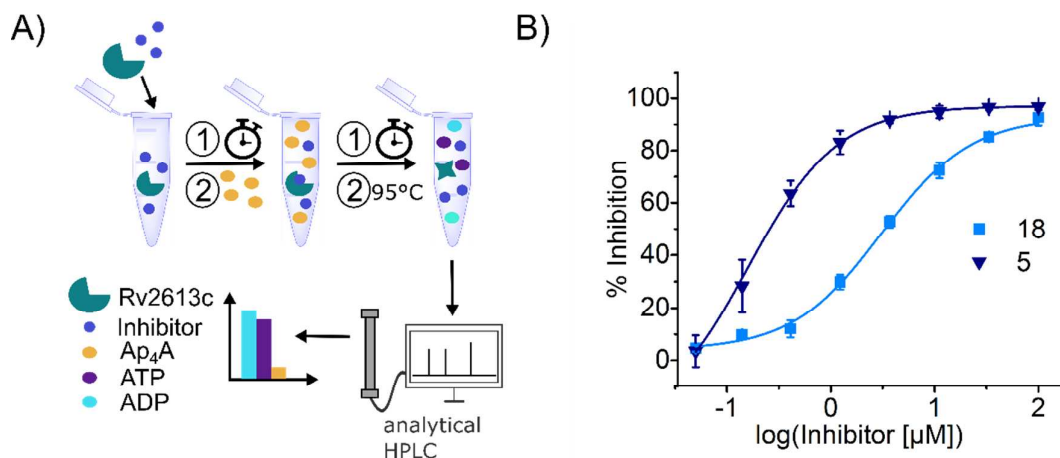 A)
① ①
② ② 95°C
Rv2613c
Inhibitor
Ap₄A
ATP
ADP
analytical
HPLC
B)
100
80
60
40
20
0
% Inhibition
18
5
-1 0 1 2
log(Inhibitor [µM])